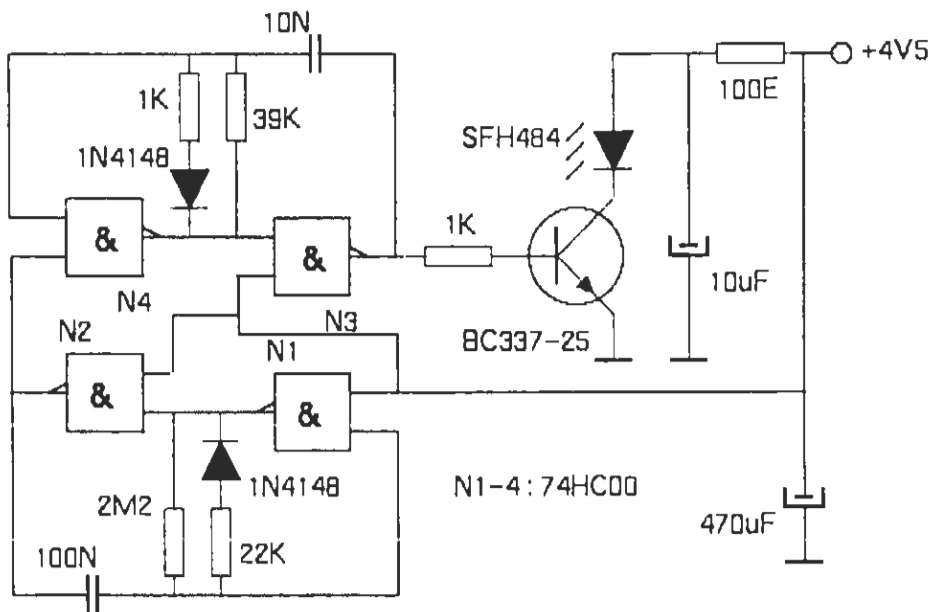 10N
+4V5
1K
39K
100E
SFH484
1N4148
&
&
1K
10uF
N4
N3
N2
N1
BC337-25
&
&
1N4148
N1-4:74HC00
2M2
470uF
100N
22K